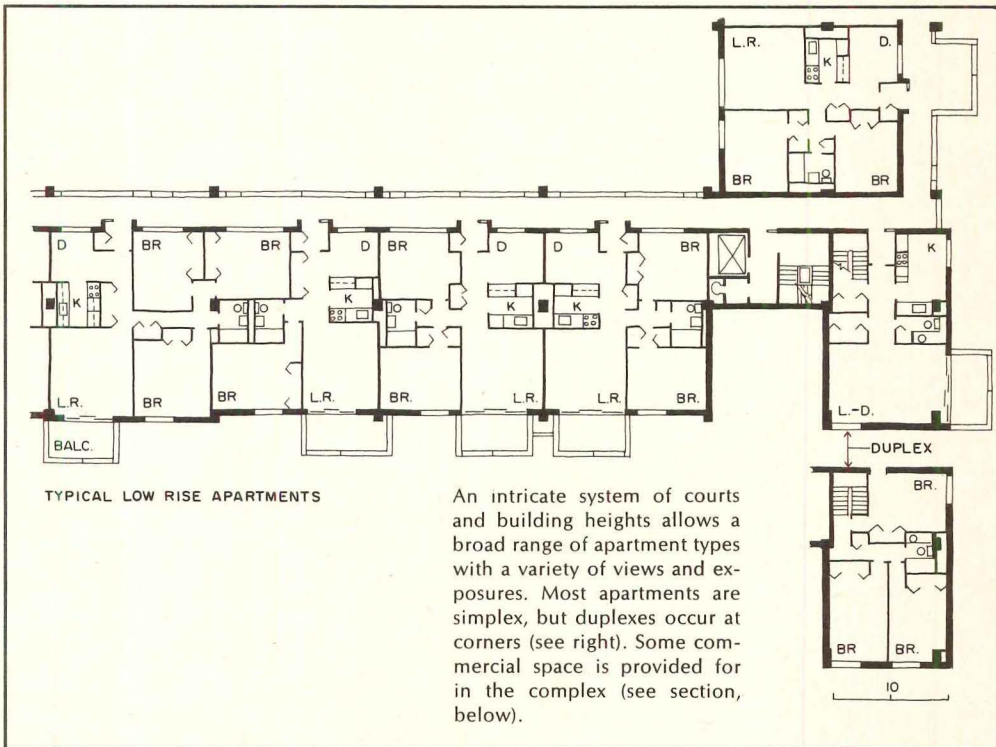 L.R.
K
D.
BR
BR
D
BR
BR
D
BR
D
D
BR
K
K
K
K
K
L.R.
BR
BR
L.R.
BR.
L.R.
L.R.
BR.
L.-D.
BALC.
DUPLEX
TYPICAL LOW RISE APARTMENTS
An intricate system of courts
and building heights allows a
broad range of apartment types
with a variety of views and ex-
posures. Most apartments are
simplex, but duplexes occur at
corners (see right). Some com-
mercial space is provided for
in the complex (see section,
below).
BR.
BR
BR.
10